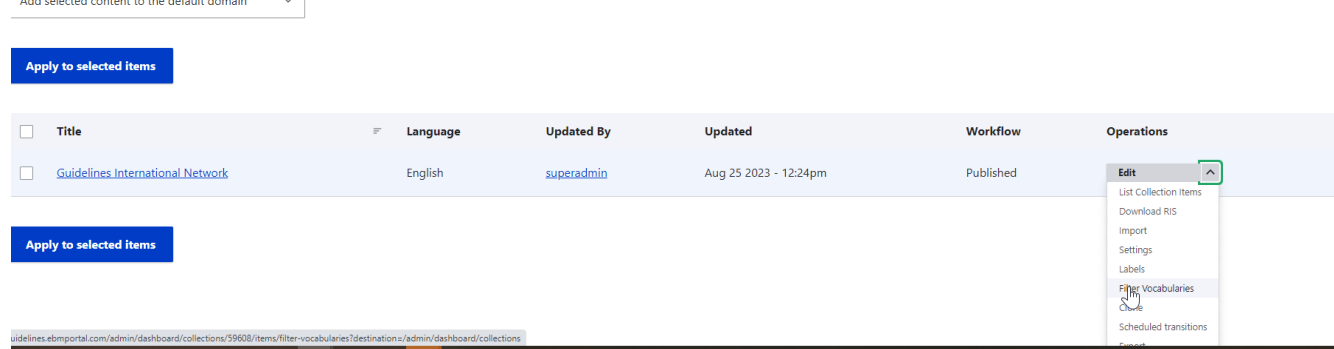 Add selected content to the default domain
Apply to selected items
Title Language Updated By Updated Workflow Operations
Guidelines International Network English superadmin Aug 25 2023 - 12:24pm Published Edit
List Collection Items
Download RIS
Import
Settings
Labels
Filter Vocabularies
Apply to selected items
Clone
Scheduled transitions
Export
uidelines.ebmportal.com/admin/dashboard/collections/59608/items/filter-vocabularies?destination=/admin/dashboard/collections